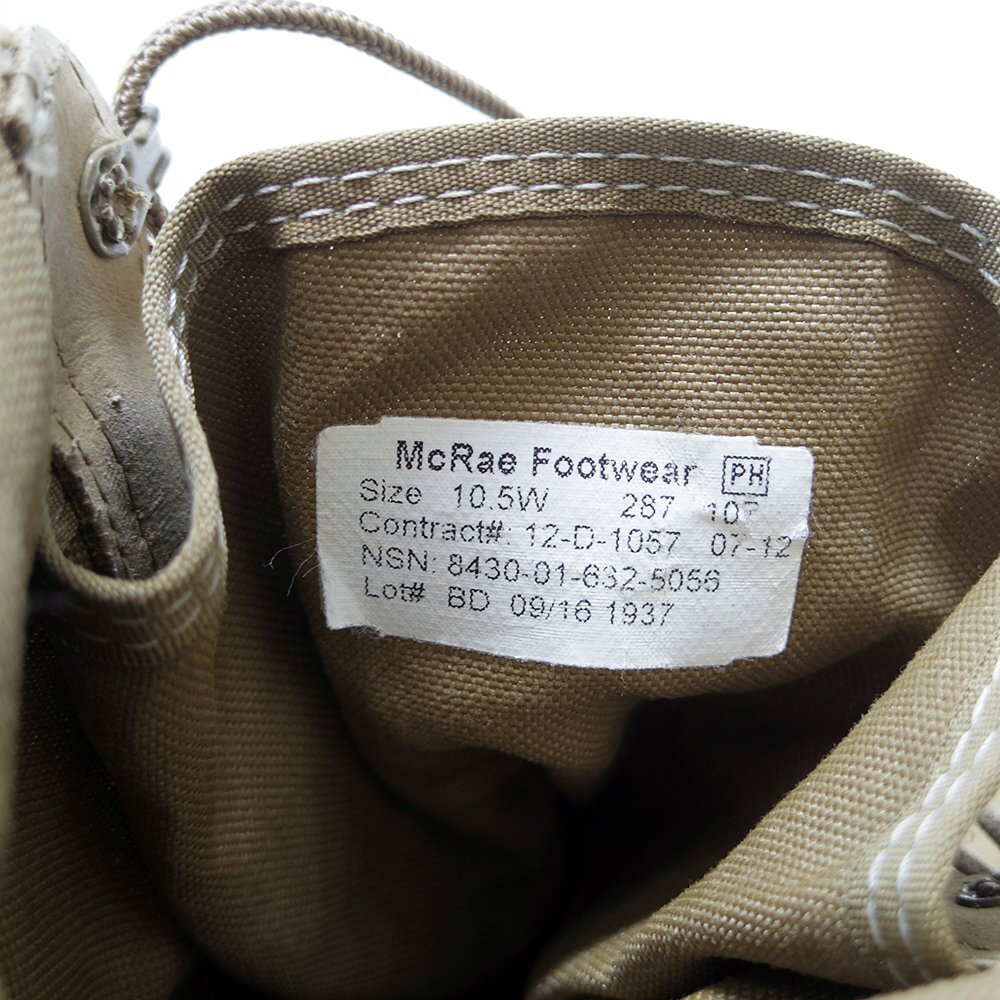 McRae Footwear PH
Size 10.5W 287
Contract#: 12-D-1057 07-12
NSN: 8430-01-632-5056
Lot# BD 09/16 1937